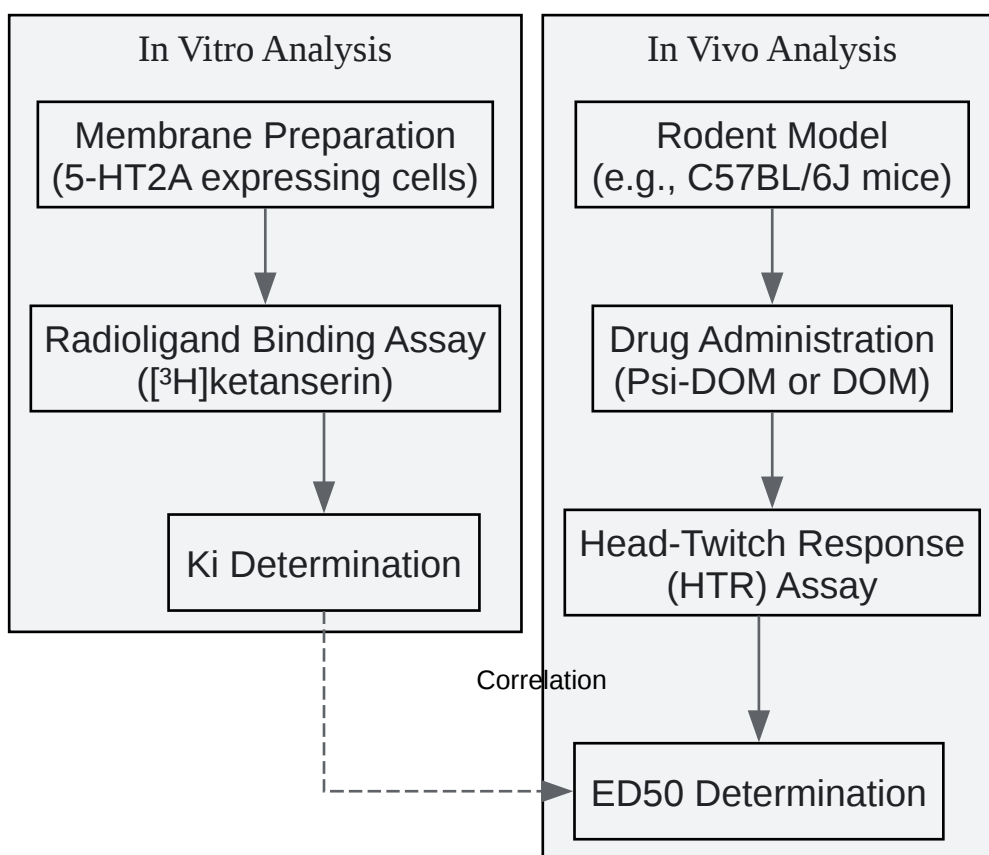 In Vitro Analysis
Membrane Preparation
(5-HT2A expressing cells)
Radioligand Binding Assay
([³H]ketanserin)
Ki Determination
Correlation
In Vivo Analysis
Rodent Model
(e.g., C57BL/6J mice)
Drug Administration
(Psi-DOM or DOM)
Head-Twitch Response
(HTR) Assay
ED50 Determination